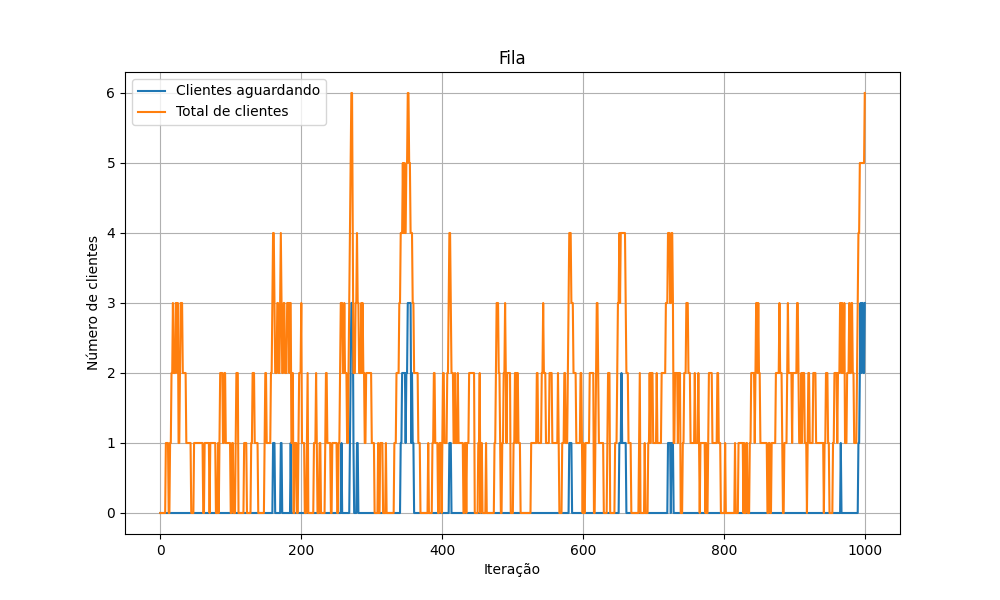 Fila
Clientes aguardando
Total de clientes
6
5
4
3
2
1
0
Número de clientes
0 200 400 600 800 1000
Iteração